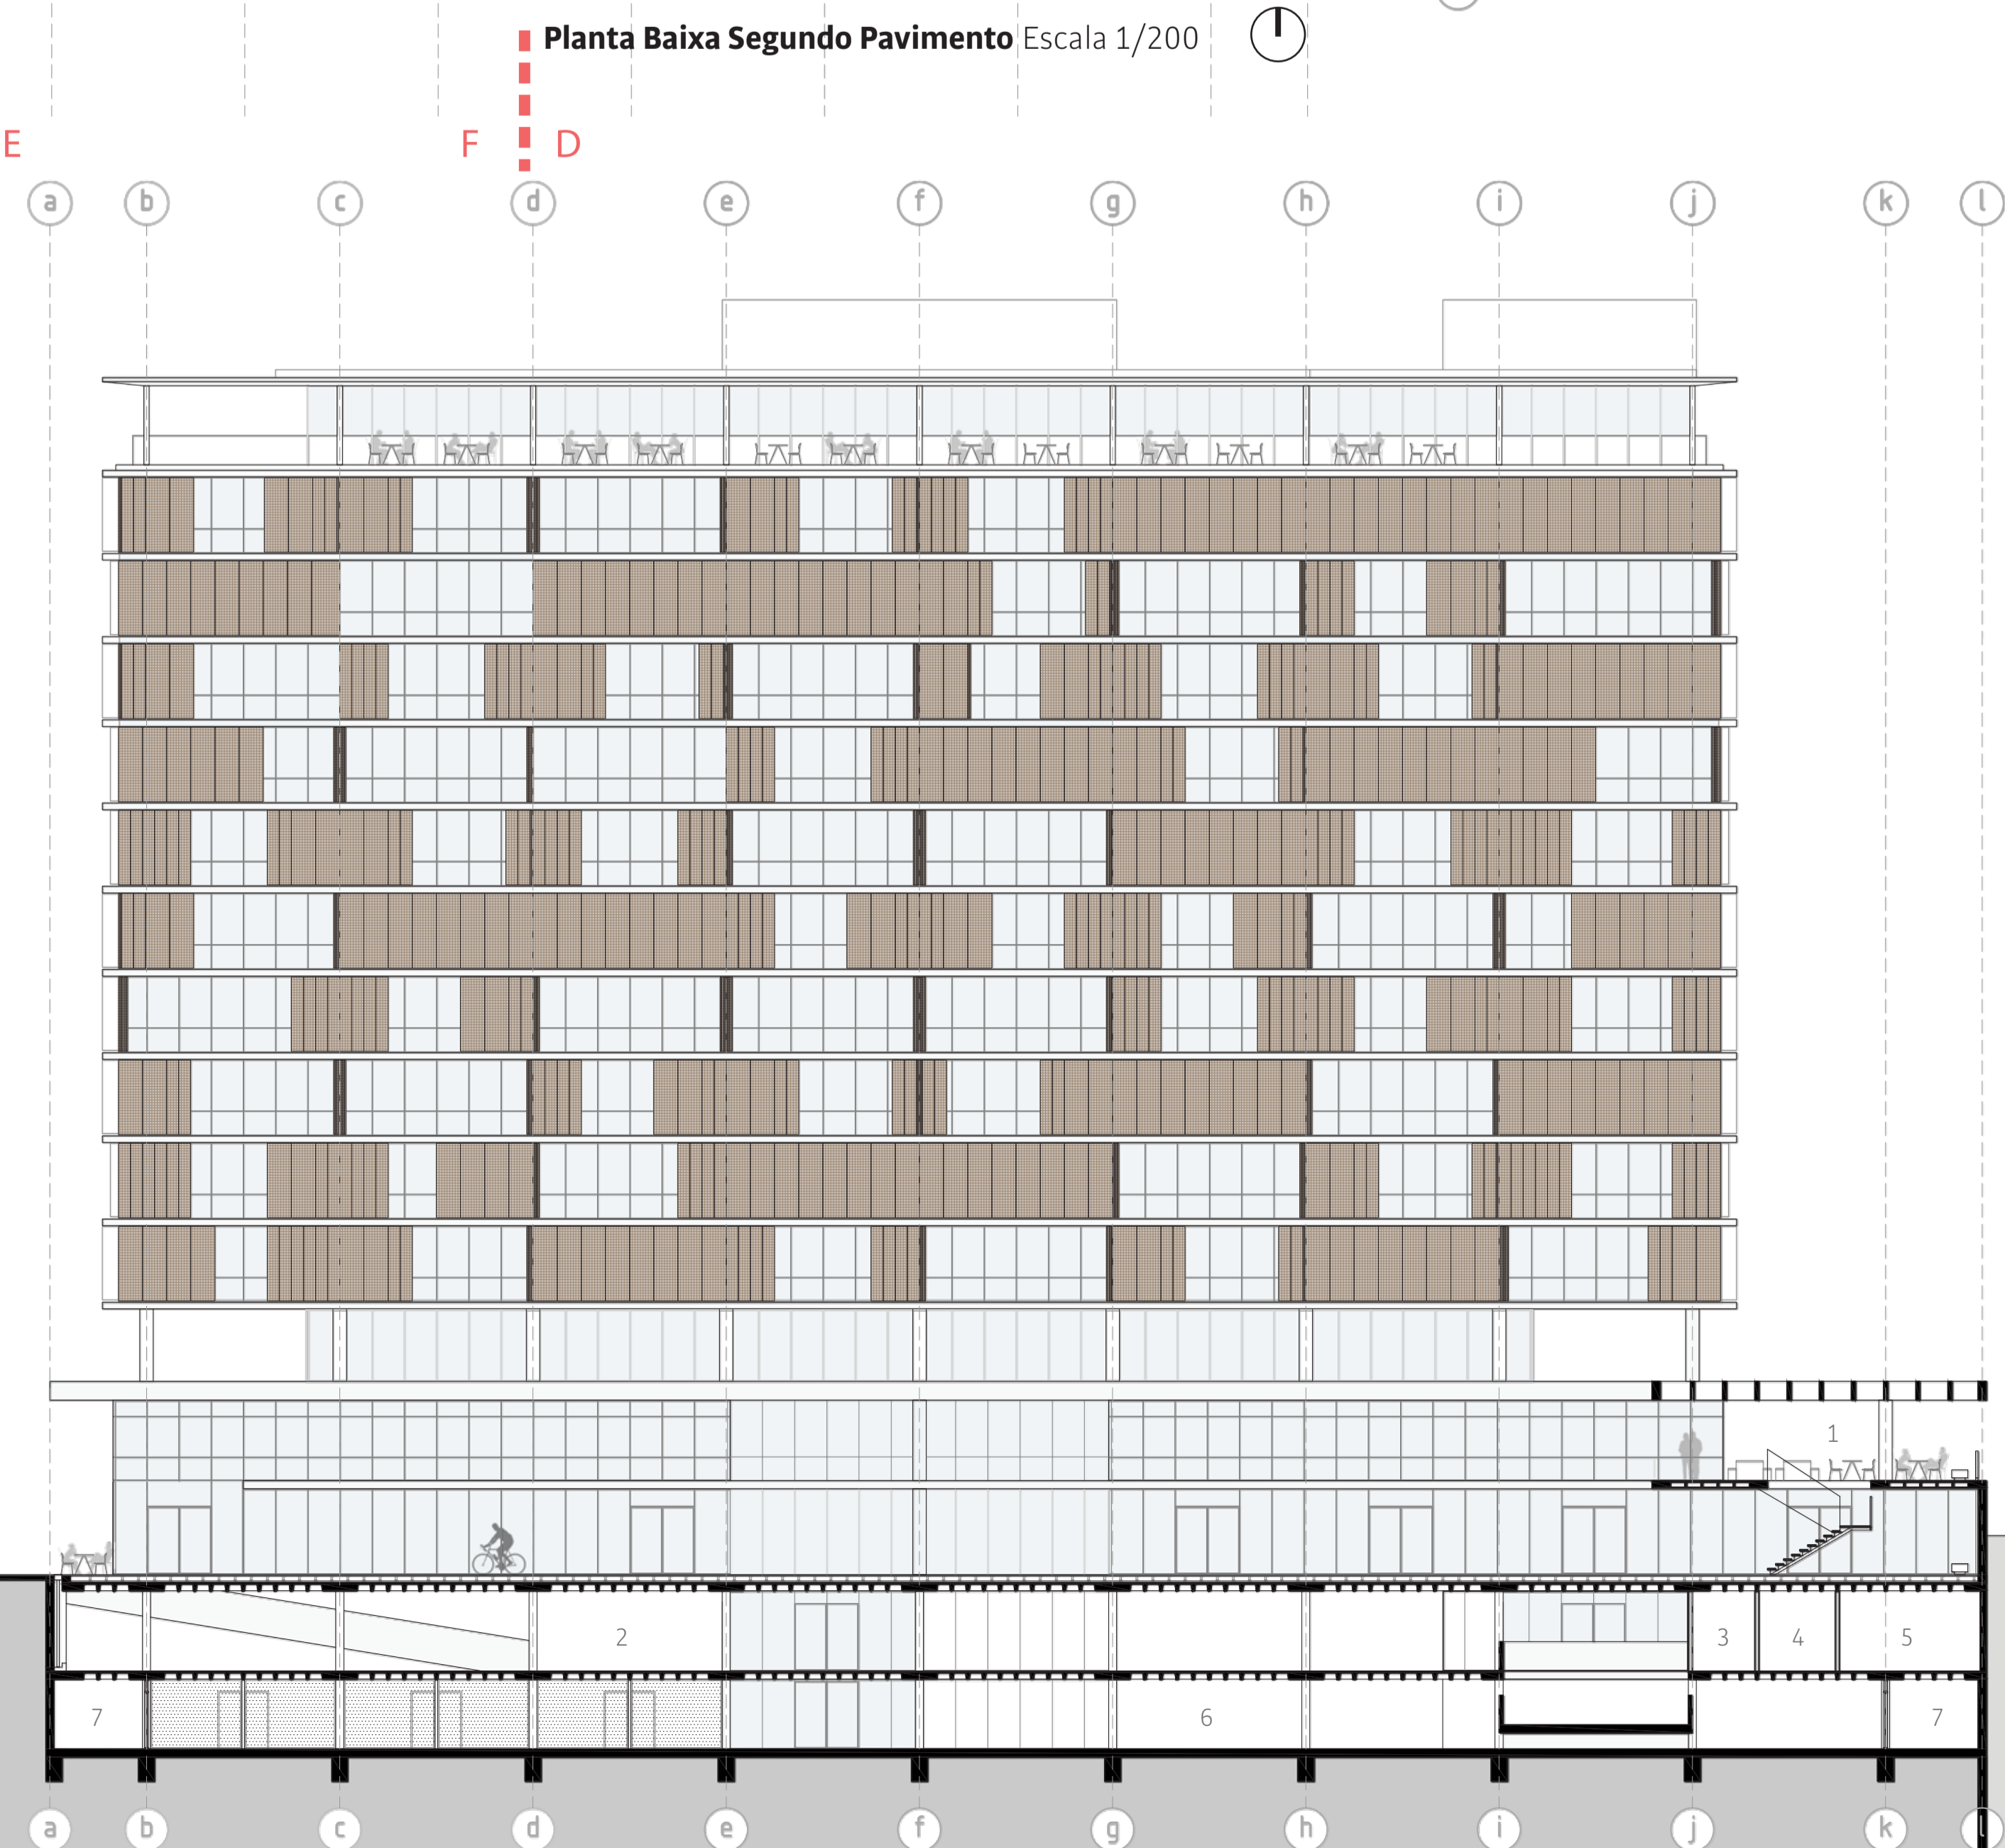 Planta Baixa Segundo Pavimento Escala 1/200
E F D
a b c d e f g h i j k l
1
2 3 4 5
7 6 7
a b c d e f g h i j k l